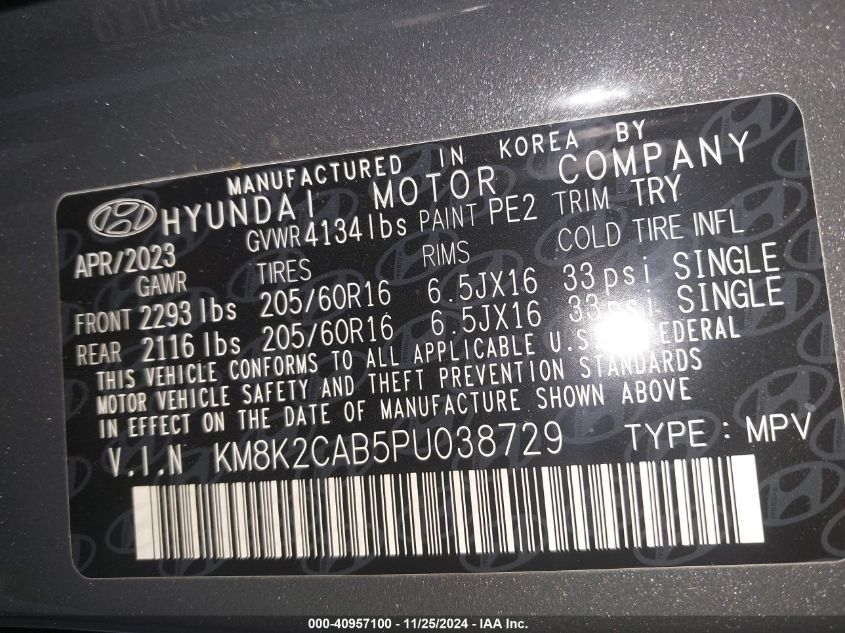 MANUFACTURED IN KOREA BY
HYUNDAI MOTOR COMPANY
APR/2023 GVWR 4134 lbs PAINT PE2 TRIM TRY
GAWR TIRES RIMS COLD TIRE INFL
FRONT 2293 lbs 205/60R16 6.5JX16 33 psi SINGLE
REAR 2116 lbs 205/60R16 6.5JX16 33 psi SINGLE
THIS VEHICLE CONFORMS TO ALL APPLICABLE U.S. FEDERAL
MOTOR VEHICLE SAFETY AND THEFT PREVENTION STANDARDS
IN EFFECT ON THE DATE OF MANUFACTURE SHOWN ABOVE
V.I.N KM8K2CAB5PU038729 TYPE : MPV
000-40957100 - 11/25/2024 - IAA Inc.